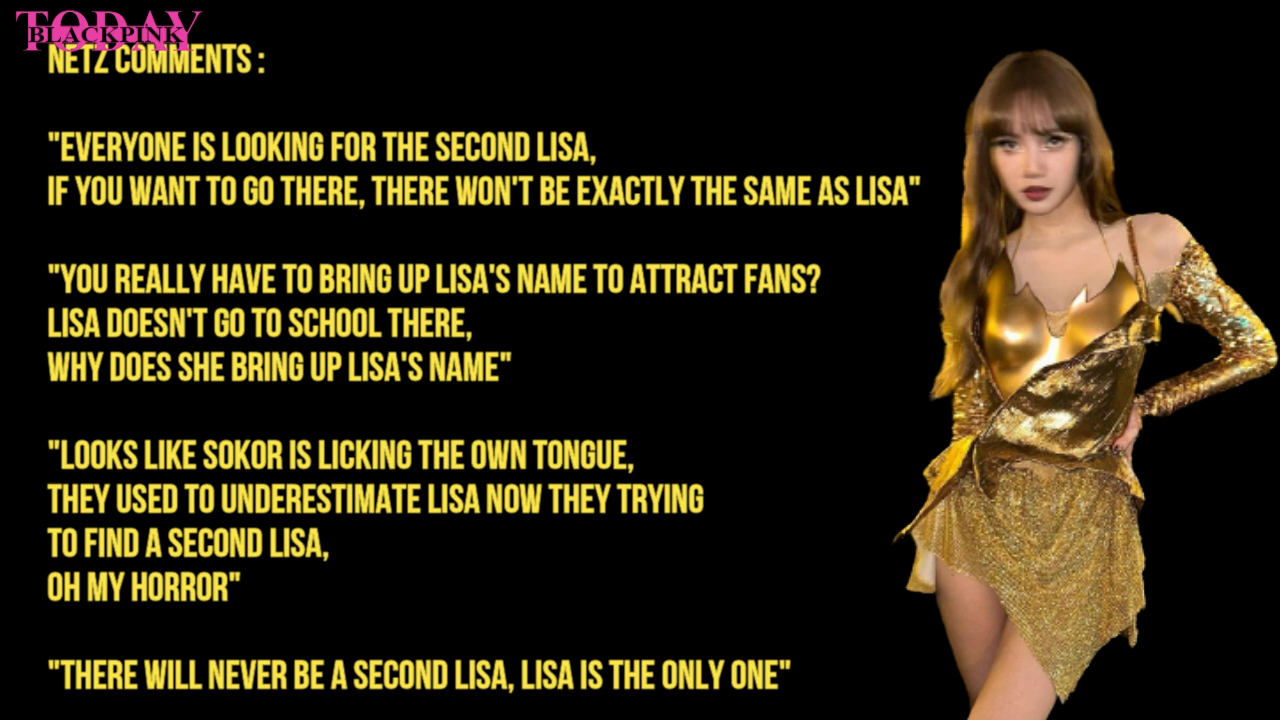 TODAY
BLACKPINK
NETZ COMMENTS :
"EVERYONE IS LOOKING FOR THE SECOND LISA,
IF YOU WANT TO GO THERE, THERE WON'T BE EXACTLY THE SAME AS LISA"
"YOU REALLY HAVE TO BRING UP LISA'S NAME TO ATTRACT FANS?
LISA DOESN'T GO TO SCHOOL THERE,
WHY DOES SHE BRING UP LISA'S NAME"
"LOOKS LIKE SOKOR IS LICKING THE OWN TONGUE,
THEY USED TO UNDERESTIMATE LISA NOW THEY TRYING
TO FIND A SECOND LISA,
OH MY HORROR"
"THERE WILL NEVER BE A SECOND LISA, LISA IS THE ONLY ONE"